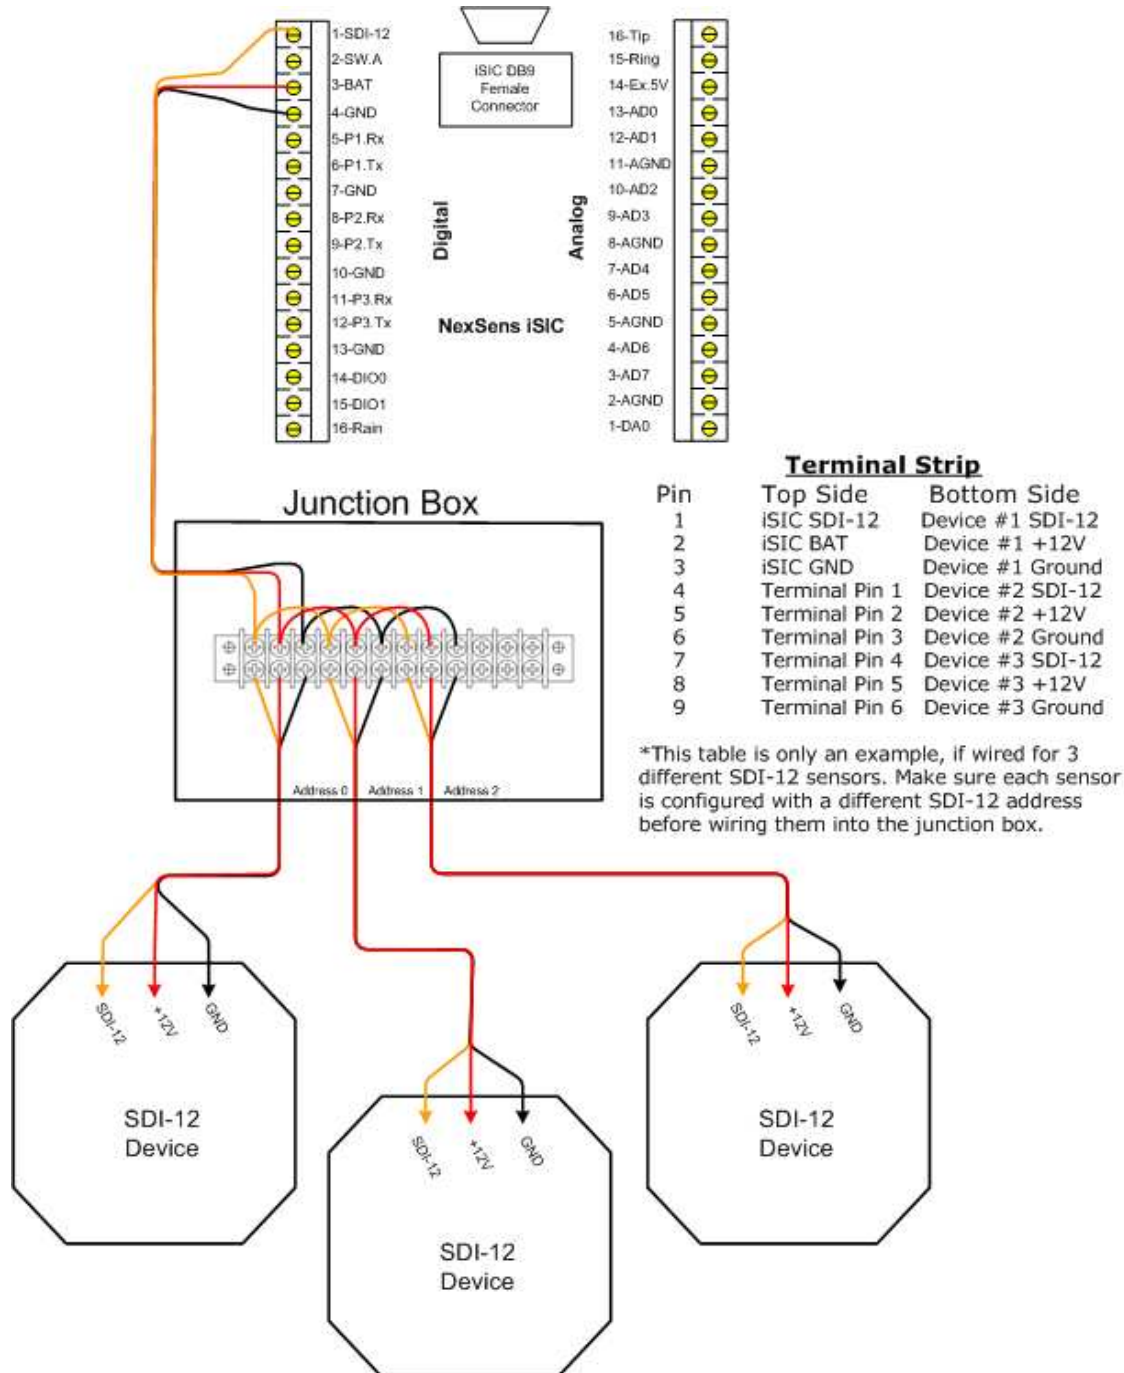 1-SDI-12
2-SW.A
3-BAT
4-GND
5-P1.Rx
6-P1.Tx
7-GND
8-P2.Rx
9-P2.Tx
10-GND
11-P3.Rx
12-P3.Tx
13-GND
14-DIO0
15-DIO1
16-Rain
iSIC DB9
Female
Connector
Digital
Analog
NexSens iSIC
16-Tip
15-Ring
14-Ex.5V
13-AD0
12-AD1
11-AGND
10-AD2
9-AD3
8-AGND
7-AD4
6-AD5
5-AGND
4-AD6
3-AD7
2-AGND
1-DA0
Terminal Strip
Pin Top Side Bottom Side
1 iSIC SDI-12 Device #1 SDI-12
2 iSIC BAT Device #1 +12V
3 iSIC GND Device #1 Ground
4 Terminal Pin 1 Device #2 SDI-12
5 Terminal Pin 2 Device #2 +12V
6 Terminal Pin 3 Device #2 Ground
7 Terminal Pin 4 Device #3 SDI-12
8 Terminal Pin 5 Device #3 +12V
9 Terminal Pin 6 Device #3 Ground
*This table is only an example, if wired for 3
different SDI-12 sensors. Make sure each sensor
is configured with a different SDI-12 address
before wiring them into the junction box.
Junction Box
Address 0 Address 1 Address 2
SDI-12 +12V GND
SDI-12
Device
SDI-12 +12V GND
SDI-12
Device
SDI-12 +12V GND
SDI-12
Device